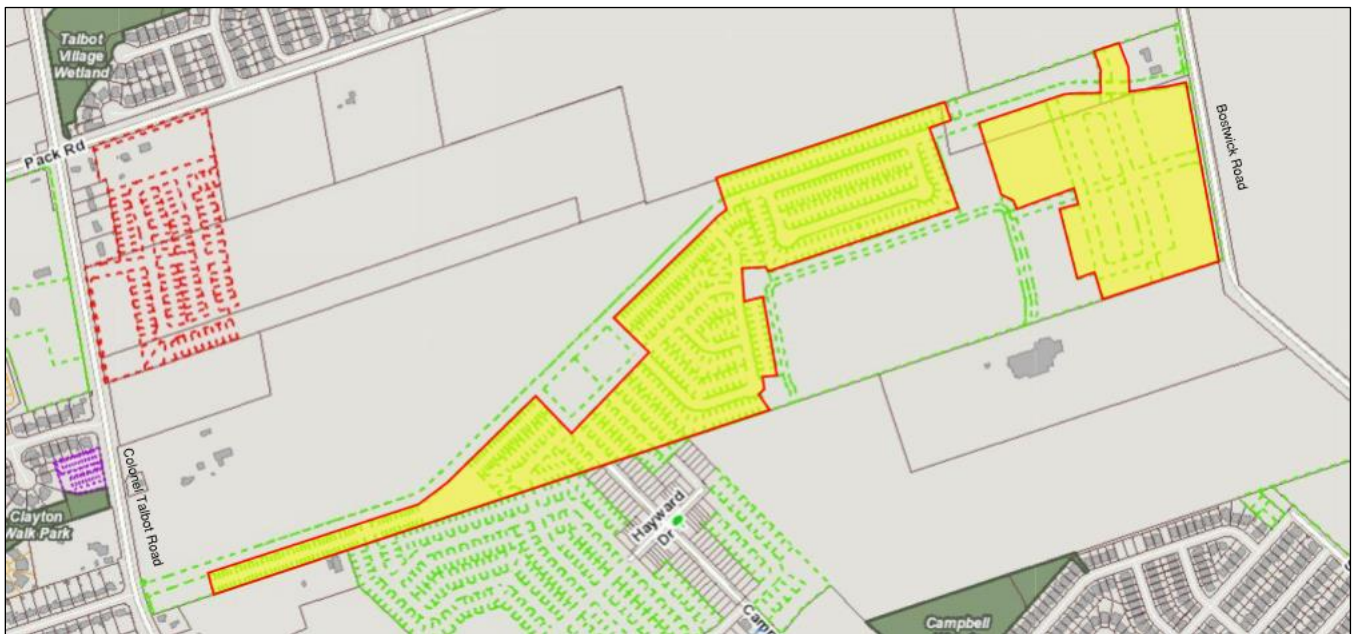 Talbot
Village
Wetland
Pack Rd
Bostwick Road
Colonel Talbot Road
Hayward
Dr
Clayton
Walk Park
Campbell